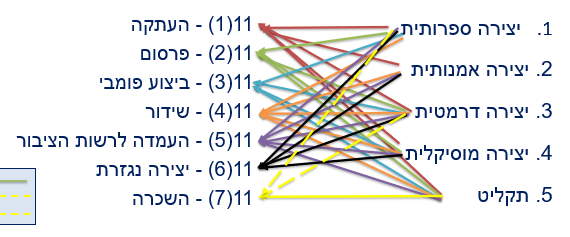 1. יצירה ספרותית
2. יצירה אמנותית
3. יצירה דרמטית
4. יצירה מוסיקלית
5. תקליט
11(1) - העתקה
11(2) - פרסום
11(3) - ביצוע פומבי
11(4) - שידור
11(5) - העמדה לרשות הציבור
11(6) - יצירה נגזרת
11(7) - השכרה